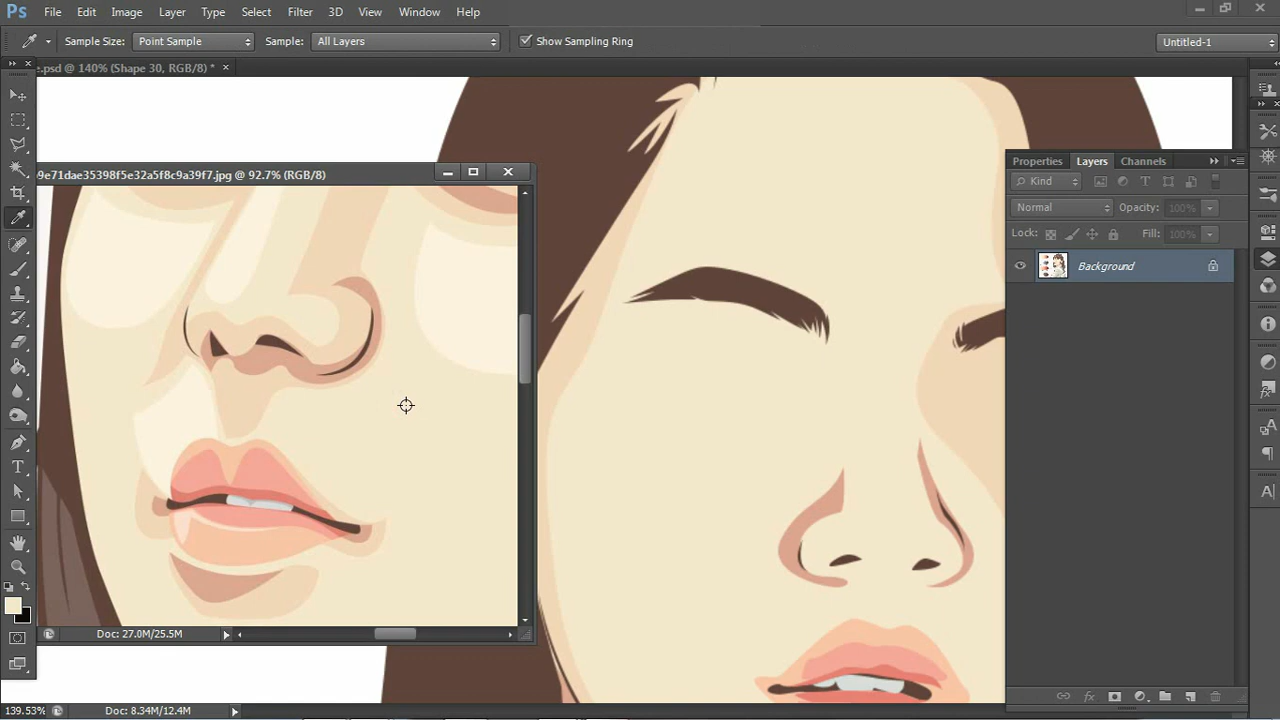 Ps File Edit Image Layer Type Select Filter 3D View Window Help
Sample Size: Point Sample Sample: All Layers Show Sampling Ring Untitled-1
e.psd @ 140% (Shape 30, RGB/8) * ×
Properties Layers Channels
9e71dae35398f5e32a5f8c9a39f7.jpg @ 92.7% (RGB/8)
Kind
Normal Opacity: 100%
Lock: Fill: 100%
Background
Doc: 27.0M/25.5M
139.53% Doc: 8.34M/12.4M